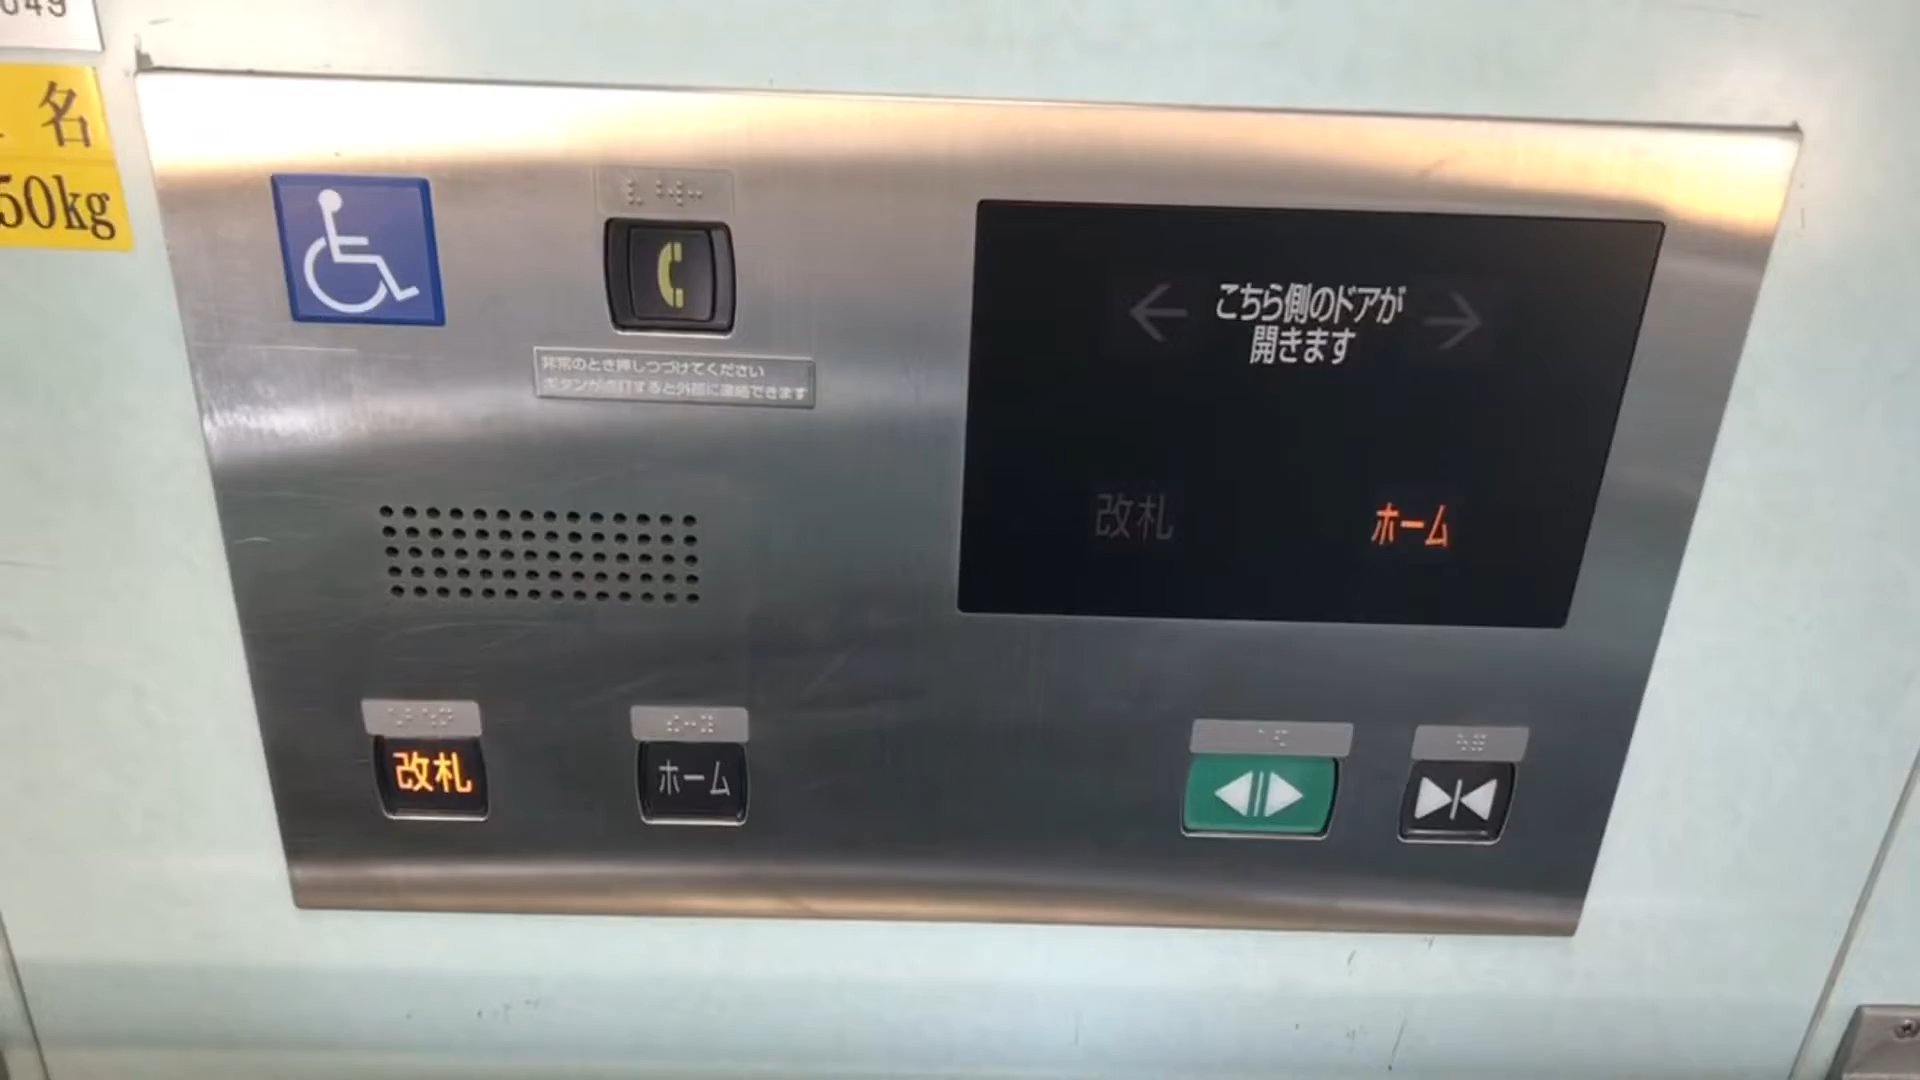 049
名
50kg
こちら側のドアが
開きます
非常のとき押しつづけてください
ボタンが点灯すると外部に連絡できます
改札
ホーム
改札
ホーム